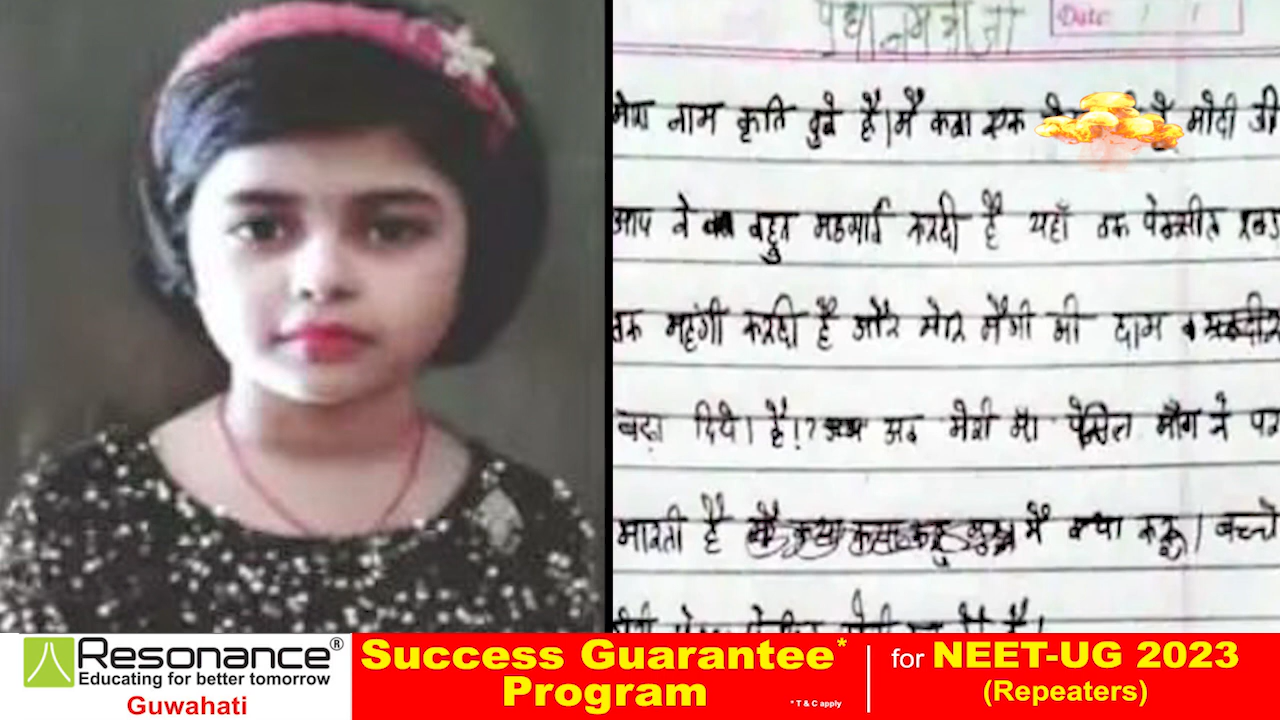 प्रधानमंत्री जी
Date / /
मेरा नाम कृति दुबे है। मैं कक्षा एक मोदी जी
आप ने बहुत महगाई करदी है यहाँ तक पेन्सील रबड़
तक महंगी करदी है और मेरि मैगी भी दाम
बढ़ा दिये। है!? अब मेरी माँ पेंसिल माँग ने पर
मारती है मै क्या करू। बच्चे
Resonance®
Educating for better tomorrow
Guwahati
Success Guarantee*
Program
* T & C apply
for NEET-UG 2023
(Repeaters)